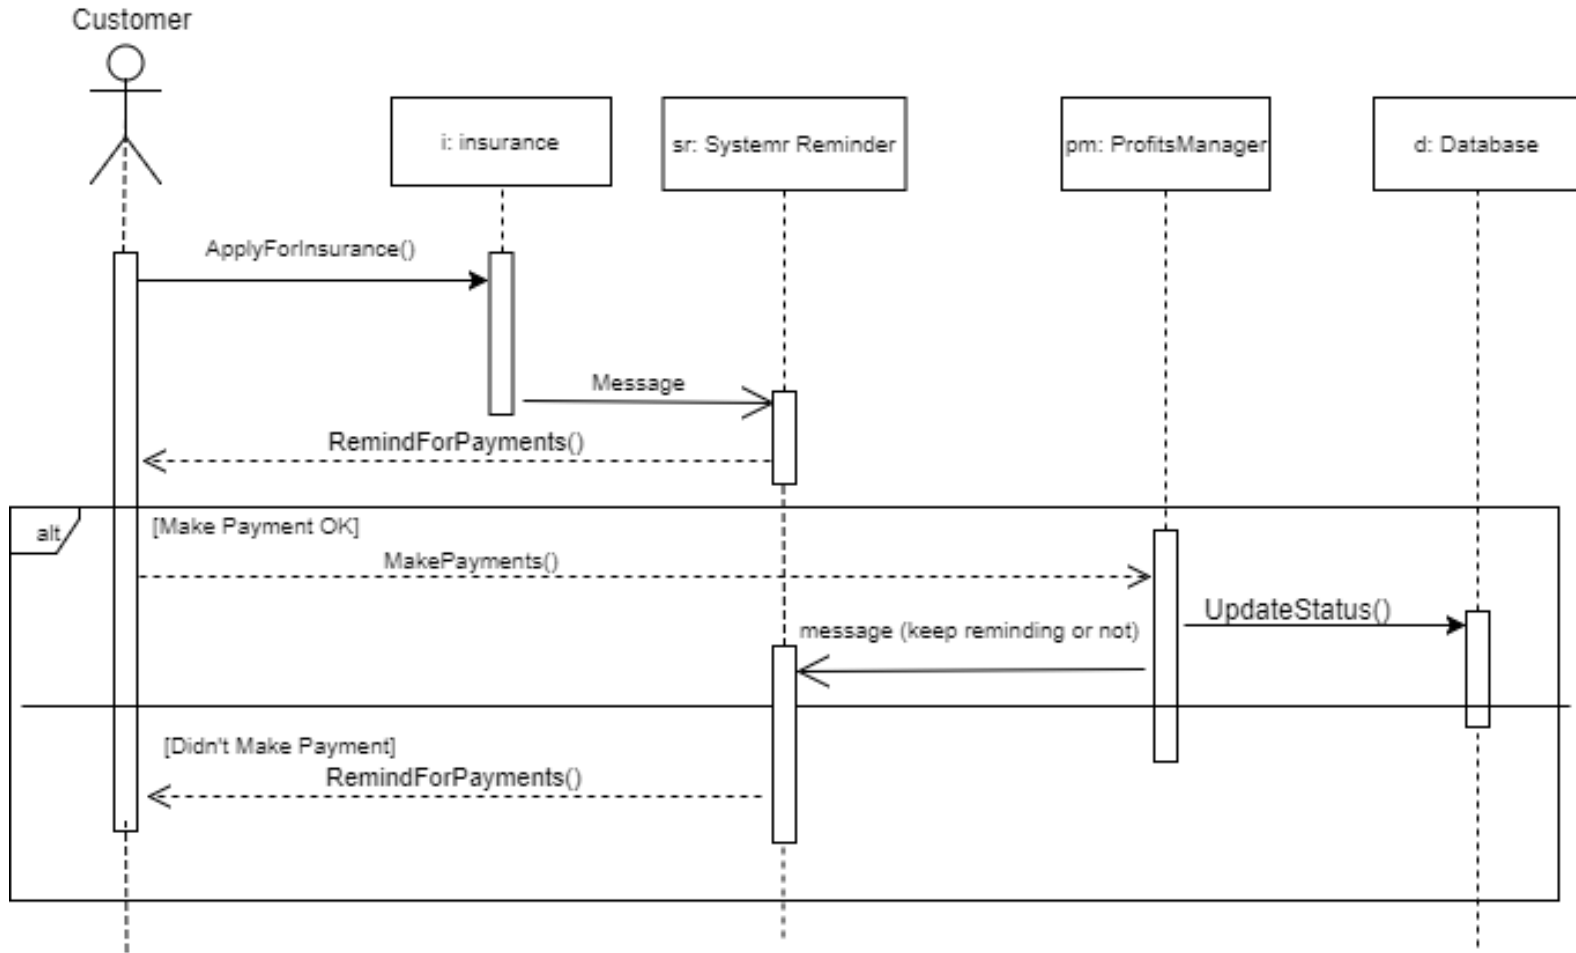 Customer
i: insurance
sr: Systemr Reminder
pm: ProfitsManager
d: Database
ApplyForInsurance()
Message
RemindForPayments()
alt
[Make Payment OK]
MakePayments()
UpdateStatus()
message (keep reminding or not)
[Didn't Make Payment]
RemindForPayments()